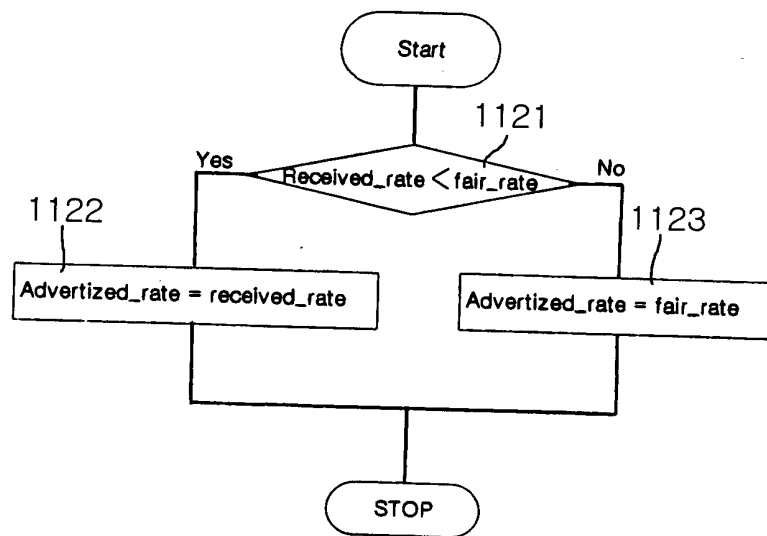 Start
1121
Yes
Received_rate < fair_rate
No
1122
1123
Advertized_rate = received_rate
Advertized_rate = fair_rate
STOP